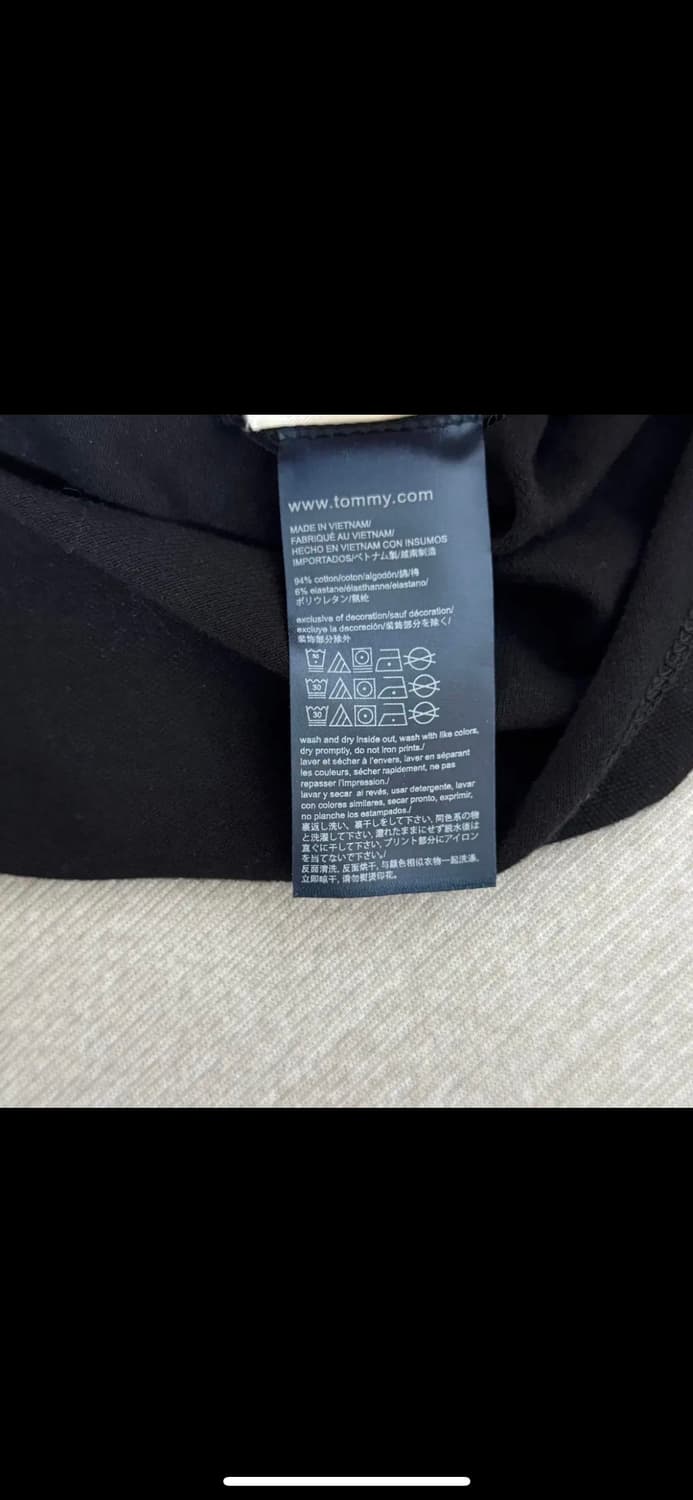 www.tommy.com
MADE IN VIETNAM/
FABRIQUÉ AU VIETNAM/
HECHO EN VIETNAM CON INSUMOS
IMPORTADOS/ベトナム製/越南制造
94% cotton/coton/algodón/綿/棉
6% elastane/élasthanne/elastano/
ポリウレタン/氨纶
exclusive of decoration/sauf décoration/
excluye la decoración/装飾部分を除く/
装饰部分除外
30
30
30
wash and dry inside out, wash with like colors,
dry promptly, do not iron prints./
laver et sécher à l'envers, laver en séparant
les couleurs, sécher rapidement, ne pas
repasser l'impression./
lavar y secar al revés, usar detergente, lavar
con colores similares, secar pronto, exprimir,
no planche los estampados./
裏返し洗い、裏干しをして下さい, 同色系の物
と洗濯して下さい, 濡れたままにせず脱水後は
直ぐに干して下さい, プリント部分にアイロン
を当てないで下さい。/
反面清洗, 反面烘干, 与颜色相似衣物一起洗涤,
立即晾干, 请勿熨烫印花。